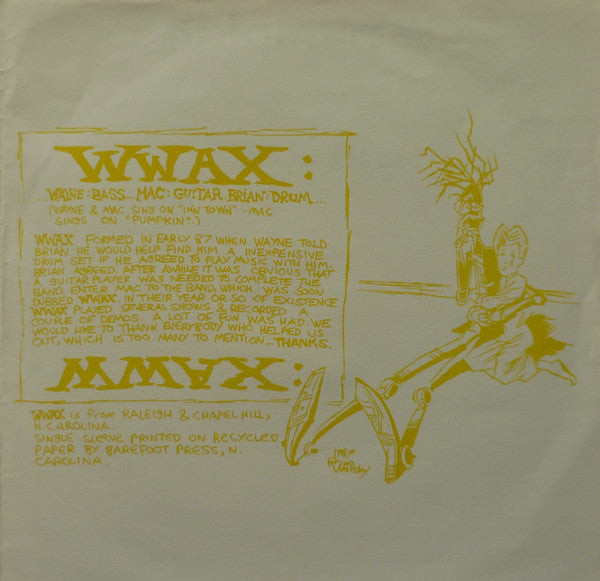 WWAX:
WAYNE: BASS... MAC: GUITAR BRIAN: DRUM...
(WAYNE & MAC SING ON "INN TOWN" - MAC
SINGS ON "PUMPKIN".)
WWAX FORMED IN EARLY 87 WHEN WAYNE TOLD
BRIAN HE WOULD HELP FIND HIM A INEXPENSIVE
DRUM SET IF HE AGREED TO PLAY MUSIC WITH HIM.
BRIAN AGREED. AFTER AWHILE IT WAS OBVIOUS THAT
A GUITAR PLAYER WAS NEEDED TO COMPLETE THE
BAND. ENTER MAC TO THE BAND, WHICH WAS SOON
DUBBED WWAX. IN THEIR YEAR OR SO OF EXISTENCE
WWAX PLAYED SEVERAL SHOWS & RECORDED A
COUPLE OF DEMOS. A LOT OF FUN WAS HAD. WE
WOULD LIKE TO THANK EVERYBODY WHO HELPED US
OUT, WHICH IS TOO MANY TO MENTION... THANKS.
WWAX:
WWAX is from RALEIGH & CHAPEL HILL,
N. CAROLINA.
SINGLE SLEEVE PRINTED ON RECYCLED
PAPER BY BAREFOOT PRESS, N.
CAROLINA.